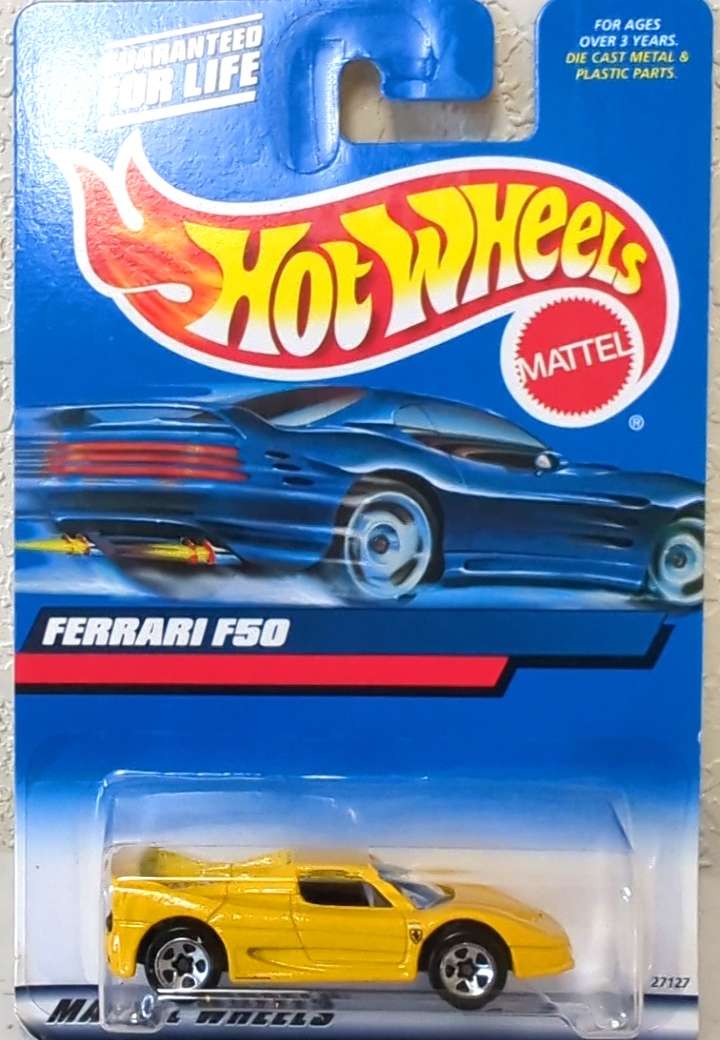 GUARANTEED
FOR LIFE
FOR AGES
OVER 3 YEARS.
DIE CAST METAL &
PLASTIC PARTS.
HOT WHEELS
MATTEL
®
FERRARI F50
27127
WHEELS